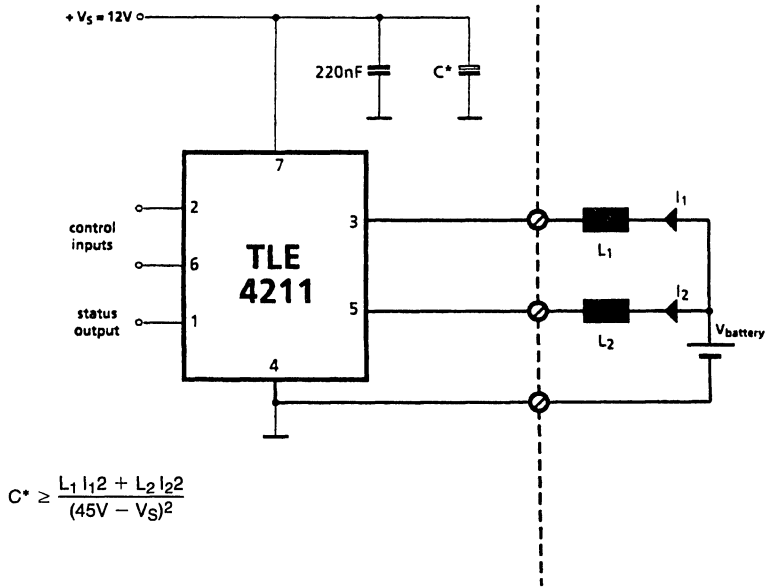 + VS = 12V
220nF
C*
7
2
control
inputs
6
status
output
1
TLE
4211
3
5
4
I1
L1
I2
L2
Vbattery
C* ≥ L1 I12 + L2 I22
(45V – VS)2